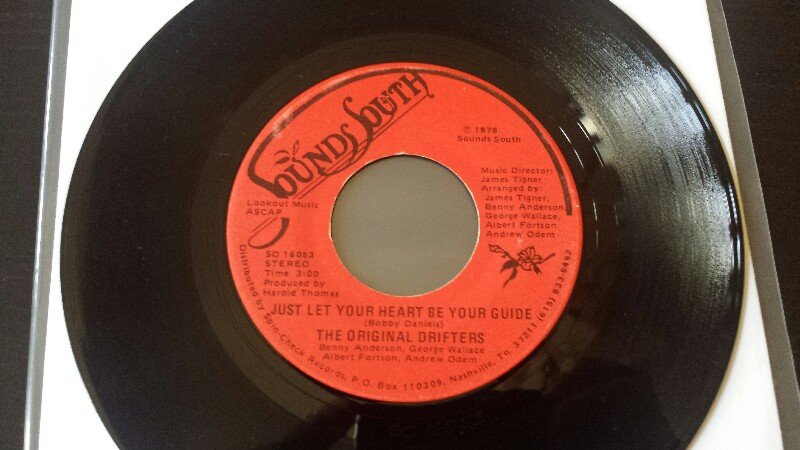 SOUNDS SOUTH
℗ 1978
Sounds South
Music Director:
James Tigner
Arranged by:
James Tigner,
Benny Anderson,
George Wallace,
Albert Fortson,
Andrew Odem
Lookout Music
ASCAP
SO 16053
STEREO
Time 3:00
Produced by
Harold Thomas
JUST LET YOUR HEART BE YOUR GUIDE
(Bobby Daniels)
THE ORIGINAL DRIFTERS
Benny Anderson, George Wallace
Albert Fortson, Andrew Odem
Distributed by Spin-Check Records, P.O. Box 110309, Nashville, Tn. 37211 (615) 833-9492